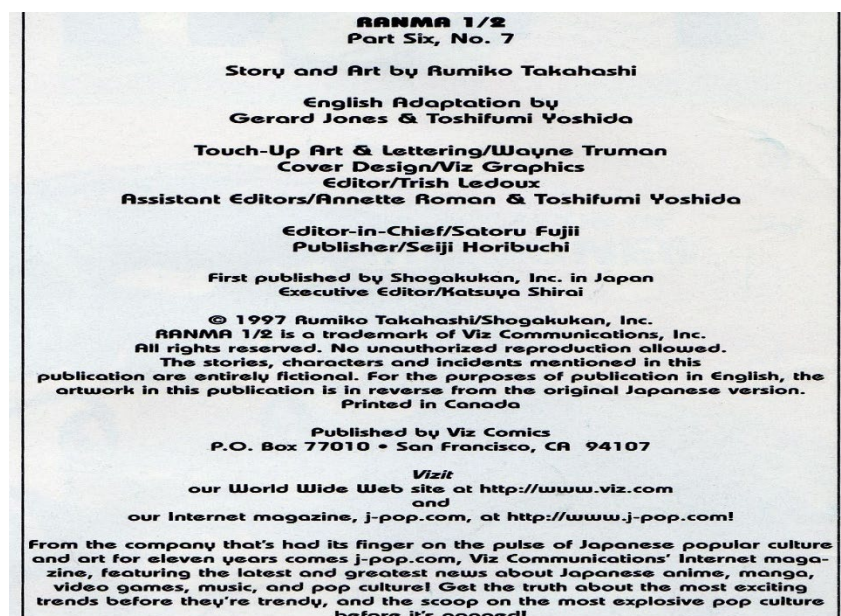 RANMA 1/2
Part Six, No. 7
Story and Art by Rumiko Takahashi
English Adaptation by
Gerard Jones & Toshifumi Yoshida
Touch-Up Art & Lettering/Wayne Truman
Cover Design/Viz Graphics
Editor/Trish Ledoux
Assistant Editors/Annette Roman & Toshifumi Yoshida
Editor-in-Chief/Satoru Fujii
Publisher/Seiji Horibuchi
First published by Shogakukan, Inc. in Japan
Executive Editor/Katsuya Shirai
© 1997 Rumiko Takahashi/Shogakukan, Inc.
RANMA 1/2 is a trademark of Viz Communications, Inc.
All rights reserved. No unauthorized reproduction allowed.
The stories, characters and incidents mentioned in this
publication are entirely fictional. For the purposes of publication in English, the
artwork in this publication is in reverse from the original Japanese version.
Printed in Canada
Published by Viz Comics
P.O. Box 77010 • San Francisco, CA 94107
Vizit
our World Wide Web site at http://www.viz.com
and
our Internet magazine, j-pop.com, at http://www.j-pop.com!
From the company that's had its finger on the pulse of Japanese popular culture
and art for eleven years comes j-pop.com, Viz Communications' Internet maga-
zine, featuring the latest and greatest news about Japanese anime, manga,
video games, music, and pop culture! Get the truth about the most exciting
trends before they're trendy, and the scoop on the most explosive pop culture
before it's